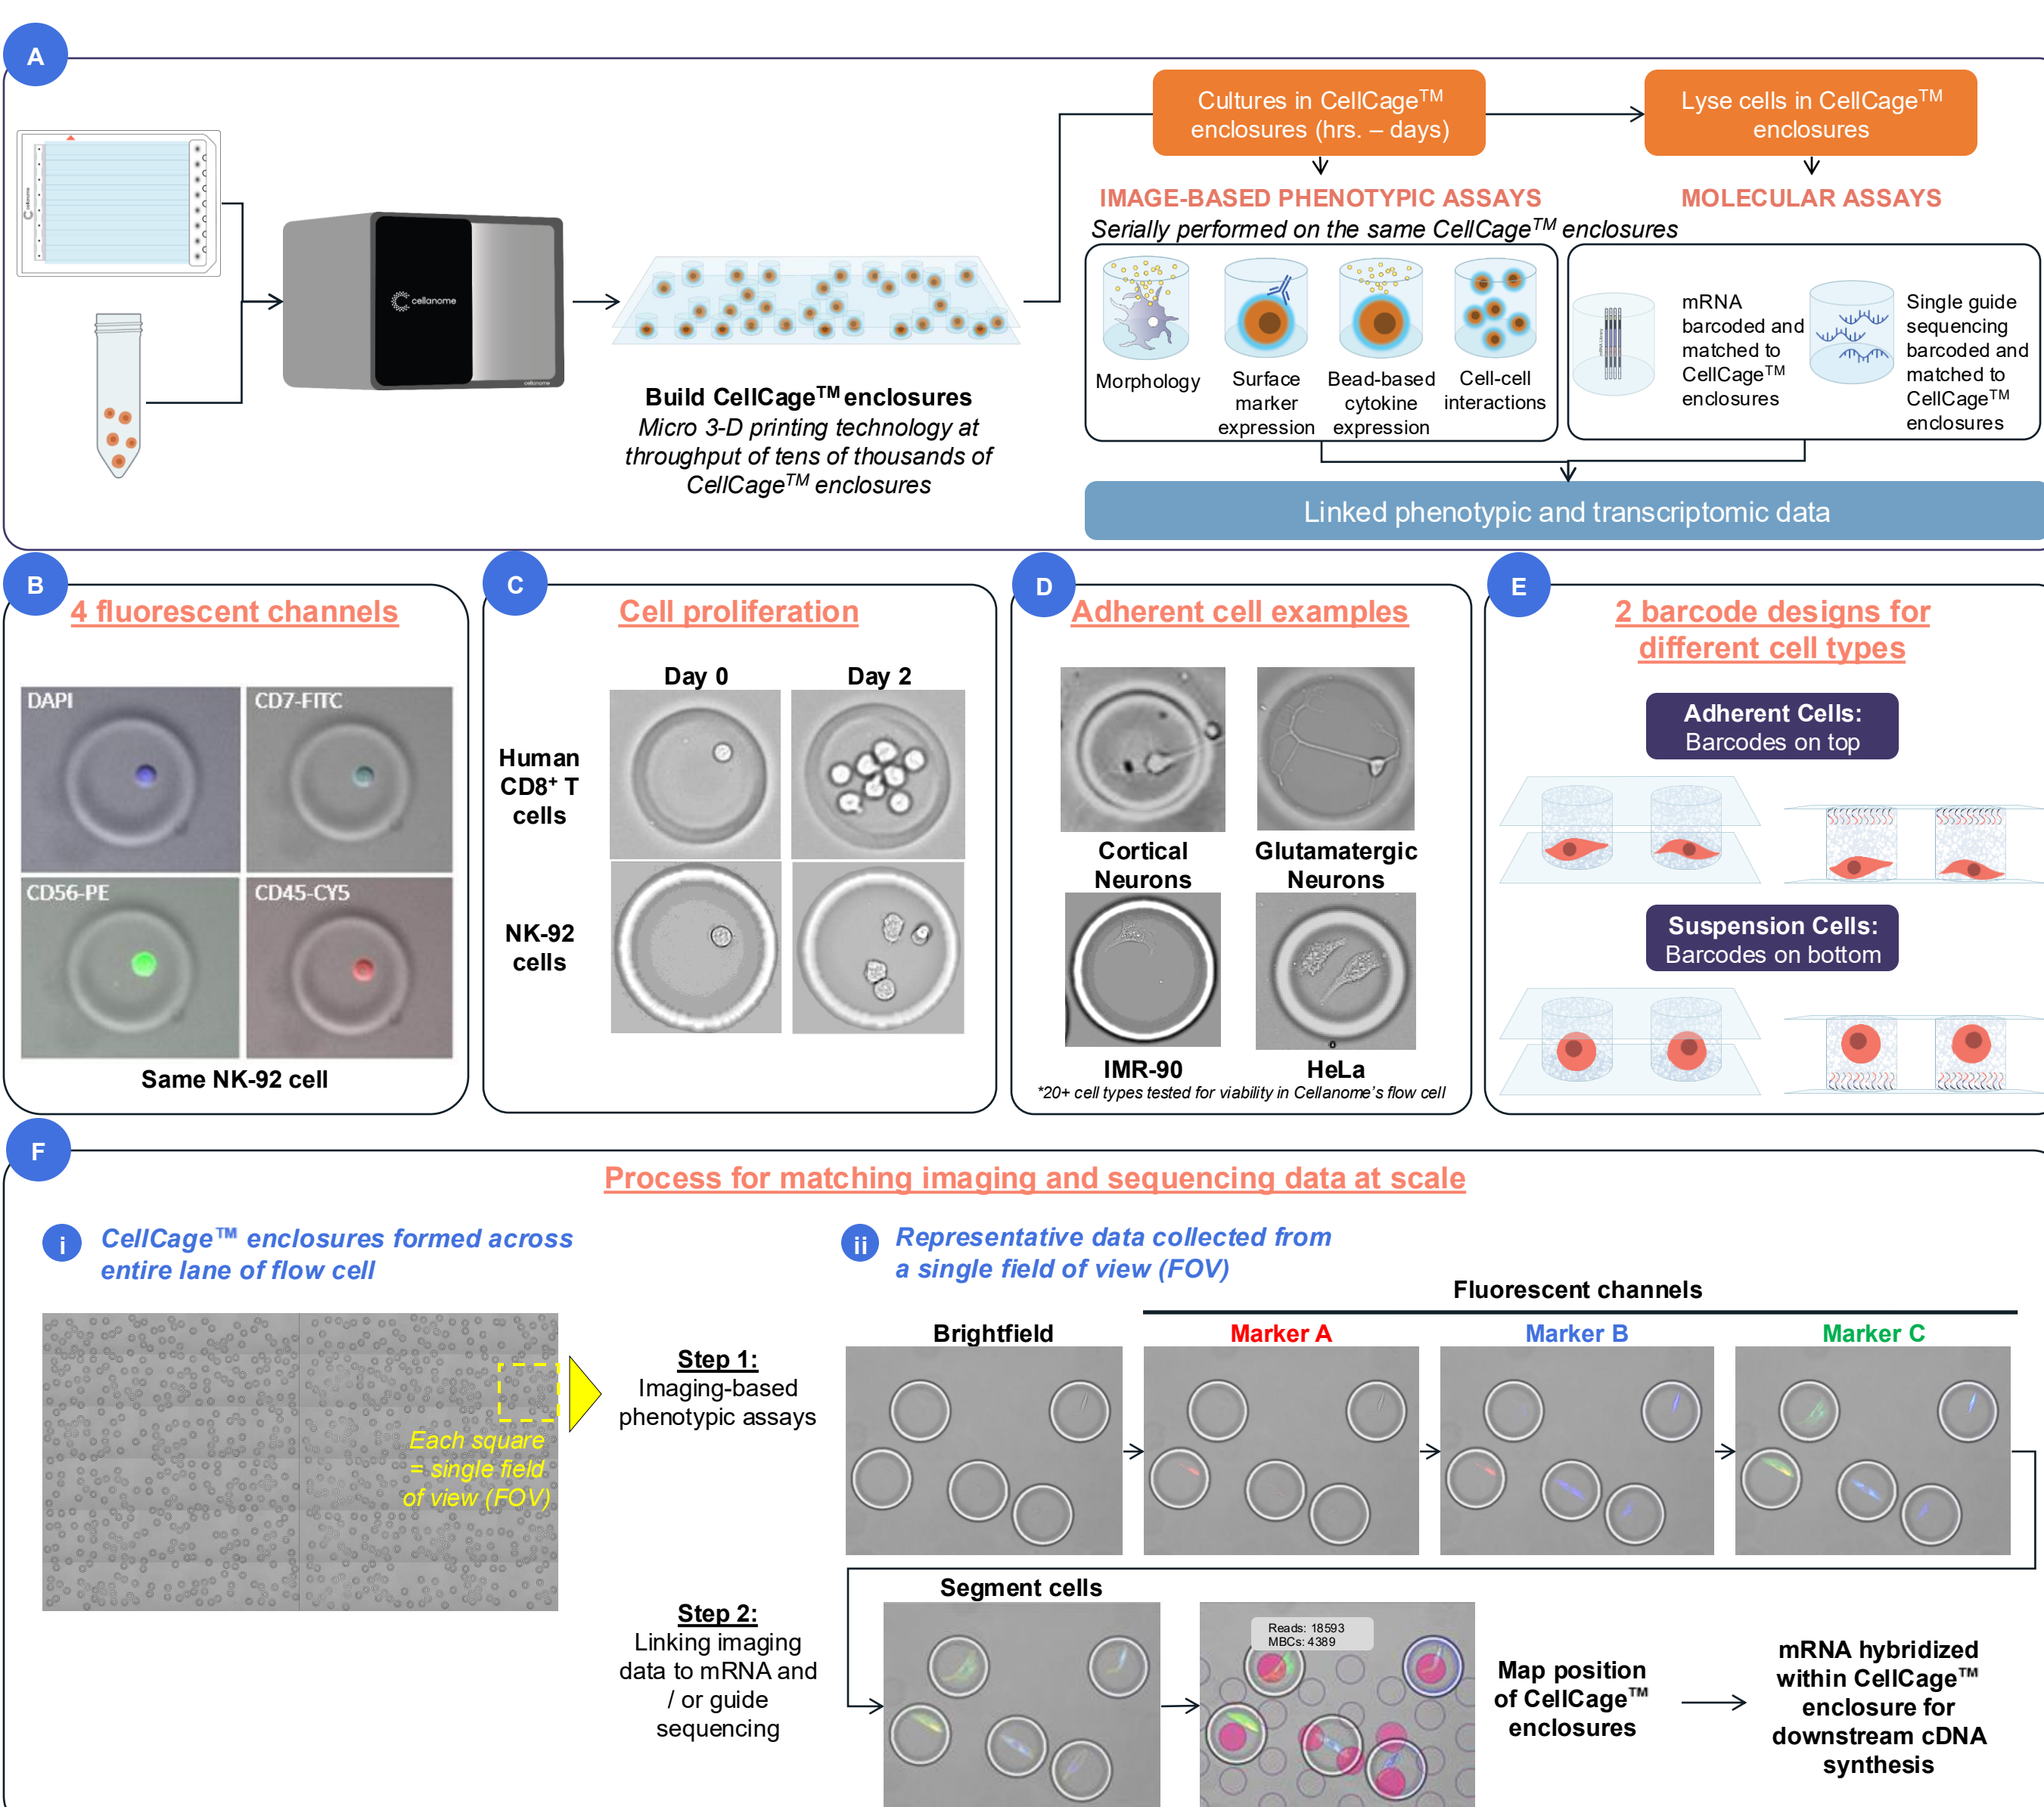 A
Cultures in CellCage™
enclosures (hrs. – days)
Lyse cells in CellCage™
enclosures
IMAGE-BASED PHENOTYPIC ASSAYS
Serially performed on the same CellCage™ enclosures
MOLECULAR ASSAYS
cellanome
cellanome
cellanome
Build CellCage™ enclosures
Micro 3-D printing technology at
throughput of tens of thousands of
CellCage™ enclosures
Morphology
Surface
marker
expression
Bead-based
cytokine
expression
Cell-cell
interactions
mRNA
barcoded and
matched to
CellCage™
enclosures
Single guide
sequencing
barcoded and
matched to
CellCage™
enclosures
Linked phenotypic and transcriptomic data
B
4 fluorescent channels
DAPI
CD7-FITC
CD56-PE
CD45-CY5
Same NK-92 cell
C
Cell proliferation
Day 0
Day 2
Human
CD8⁺ T
cells
NK-92
cells
D
Adherent cell examples
Cortical
Neurons
Glutamatergic
Neurons
IMR-90
HeLa
*20+ cell types tested for viability in Cellanome's flow cell
E
2 barcode designs for
different cell types
Adherent Cells:
Barcodes on top
Suspension Cells:
Barcodes on bottom
F
Process for matching imaging and sequencing data at scale
i
CellCage™ enclosures formed across
entire lane of flow cell
Each square
= single field
of view (FOV)
ii
Representative data collected from
a single field of view (FOV)
Step 1:
Imaging-based
phenotypic assays
Fluorescent channels
Brightfield
Marker A
Marker B
Marker C
Step 2:
Linking imaging
data to mRNA and
/ or guide
sequencing
Segment cells
Reads: 18593
MBCs: 4389
Map position
of CellCage™
enclosures
mRNA hybridized
within CellCage™
enclosure for
downstream cDNA
synthesis